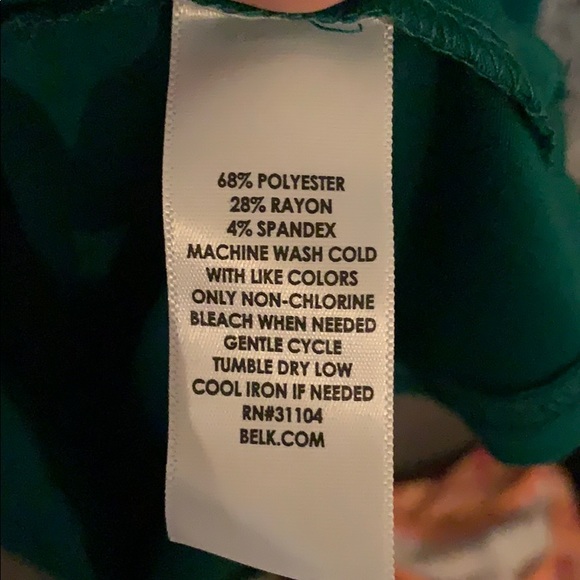 68% POLYESTER
28% RAYON
4% SPANDEX
MACHINE WASH COLD
WITH LIKE COLORS
ONLY NON-CHLORINE
BLEACH WHEN NEEDED
GENTLE CYCLE
TUMBLE DRY LOW
COOL IRON IF NEEDED
RN#31104
BELK.COM